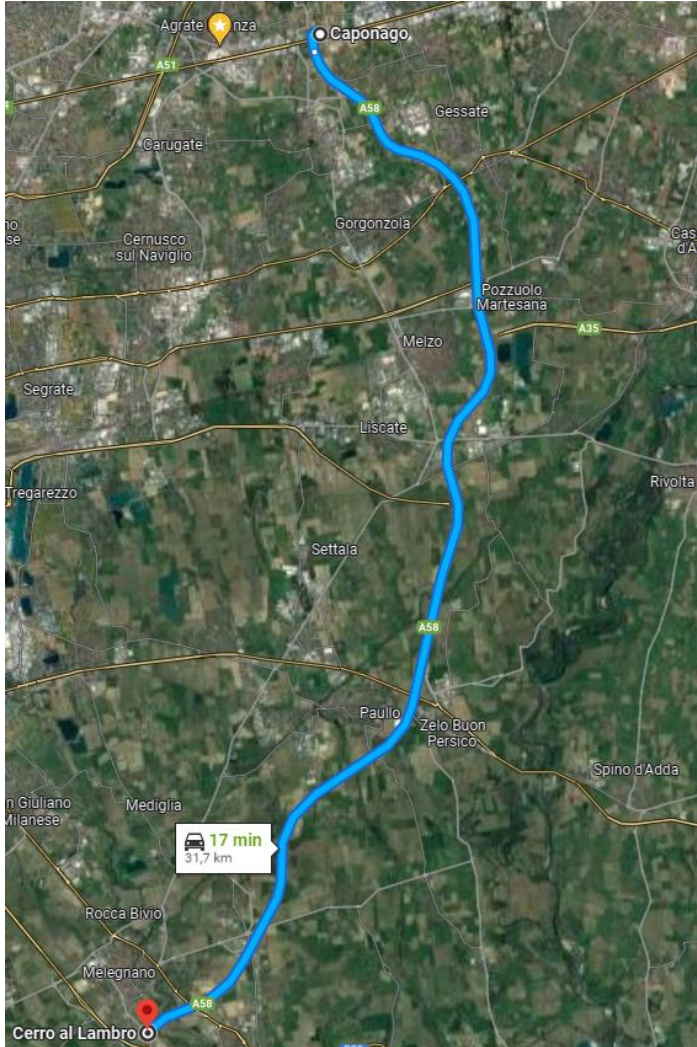 Agrate
nza
Caponago
A51
A58
Gessate
Carugate
Gorgonzola
Cernusco
sul Naviglio
Cas
d'A
Pozzuolo
Martesana
A35
Melzo
Segrate
Liscate
Tregarezzo
Rivolta
Settala
A58
Paullo
Zelo Buon
Persico
Spino d'Adda
n Giuliano
Milanese
Mediglia
17 min
31,7 km
Rocca Bivio
Melegnano
A58
Cerro al Lambro